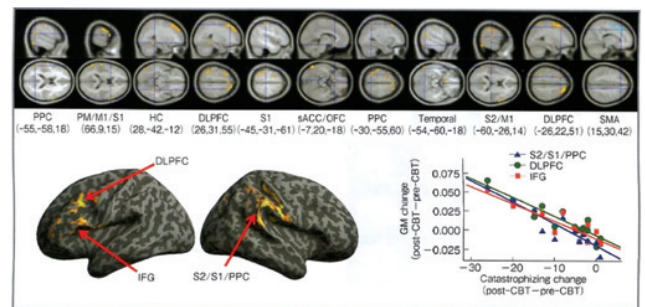 PPC PM/M1/S1 HC DLPFC S1 sACC/OFC PPC Temporal S2/M1 DLPFC SMA
(-55,-58,18) (66,9,15) (28,-42,-12) (26,31,55) (-45,-31,-61) (-7,20,-18) (-30,-55,60) (-54,-60,-18) (-60,-26,14) (-26,22,51) (15,30,42)
DLPFC
IFG
S2/S1/PPC
S2/S1/PPC
DLPFC
IFG
GM change
(post-CBT-pre-CBT)
0.075
0.050
0.025
0.000
-0.025
-30 -20 -10 0
Catastrophizing change
(post-CBT-pre-CBT)